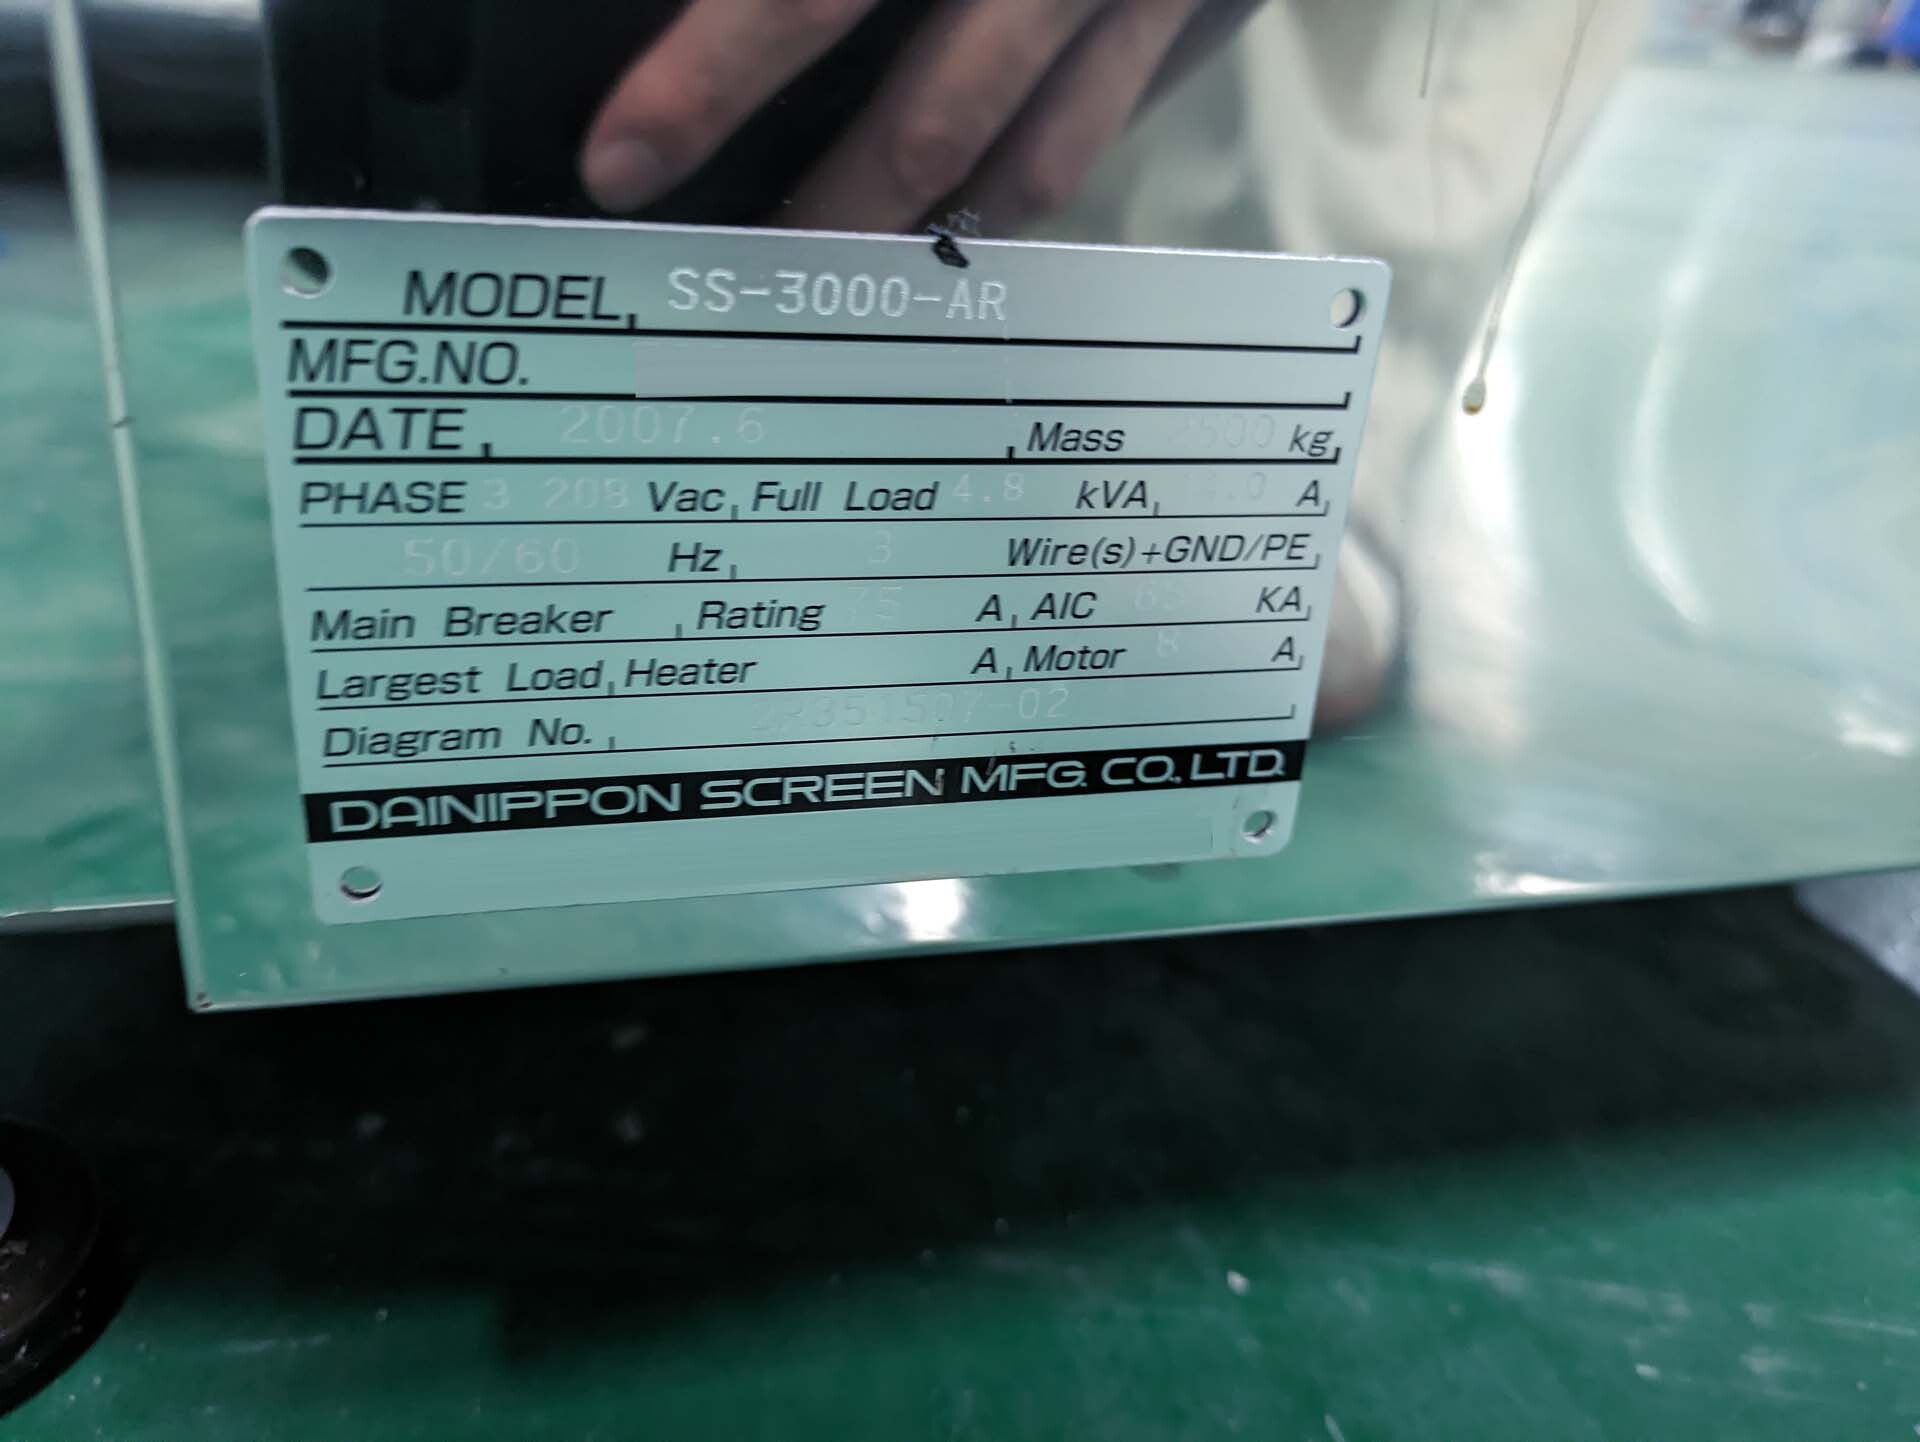 MODEL SS-3000-AR
MFG.NO.
DATE 2007.6 Mass kg
PHASE 3 208 Vac Full Load 4.8 kVA A
50/60 Hz 3 Wire(s)+GND/PE
Main Breaker Rating 75 A AIC 65 KA
Largest Load Heater A Motor 8 A
Diagram No.
DAINIPPON SCREEN MFG. CO., LTD.